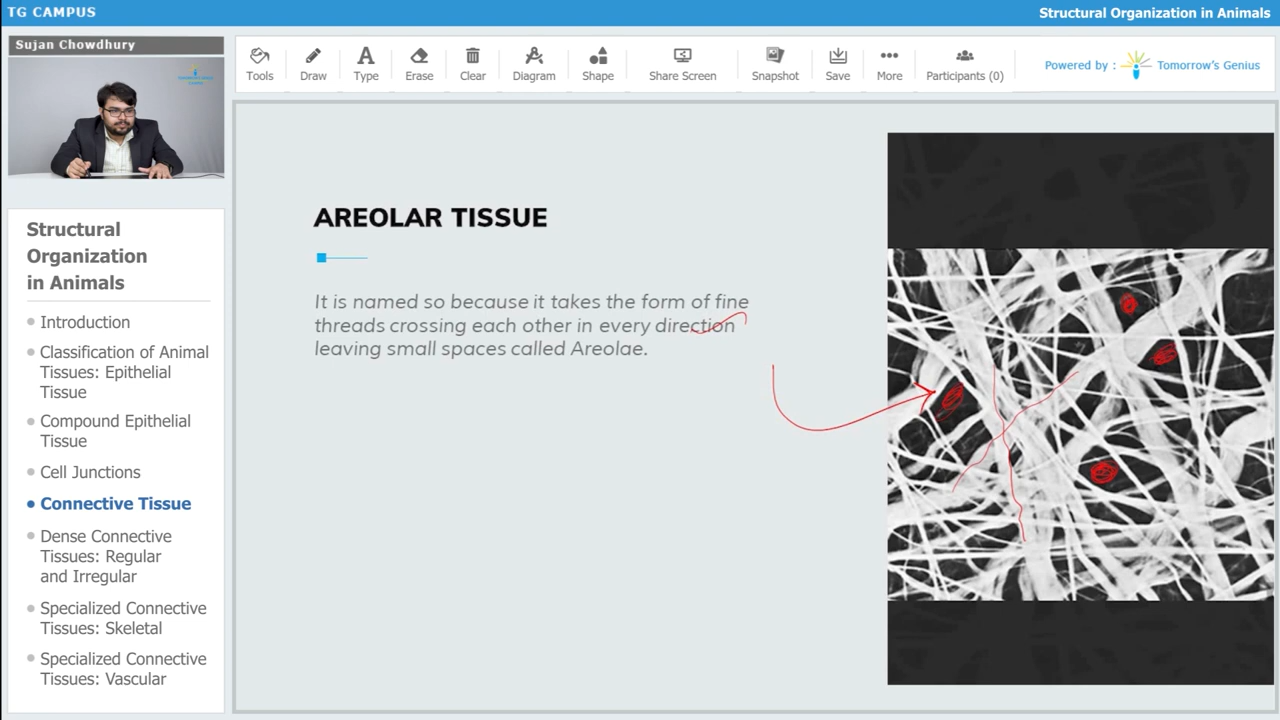 TG CAMPUS
Structural Organization in Animals
Sujan Chowdhury
Tools
Draw
Type
Erase
Clear
Diagram
Shape
Share Screen
Snapshot
Save
More
Participants (0)
Powered by :
Tomorrow's Genius
Structural
Organization
in Animals
Introduction
Classification of Animal
Tissues: Epithelial
Tissue
Compound Epithelial
Tissue
Cell Junctions
Connective Tissue
Dense Connective
Tissues: Regular
and Irregular
Specialized Connective
Tissues: Skeletal
Specialized Connective
Tissues: Vascular
AREOLAR TISSUE
It is named so because it takes the form of fine
threads crossing each other in every direction
leaving small spaces called Areolae.